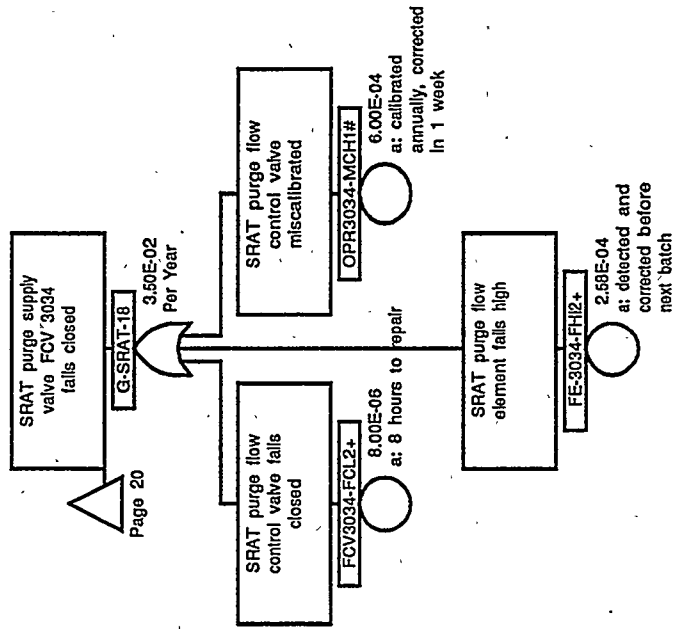 SRAT purge supply
valve FCV 3034
fails closed
Page 20
G-SRAT-18
3.50E-02
Per Year
SRAT purge flow
control valve fails
closed
FCV3034-FCL2+
8.00E-06
a: 8 hours to repair
SRAT purge flow
control valve
miscalibrated
OPR3034-MCH1#
6.00E-04
a: calibrated
annually, corrected
in 1 week
SRAT purge flow
element fails high
FE-3034-FHI2+
2.58E-04
a: detected and
corrected before
next batch